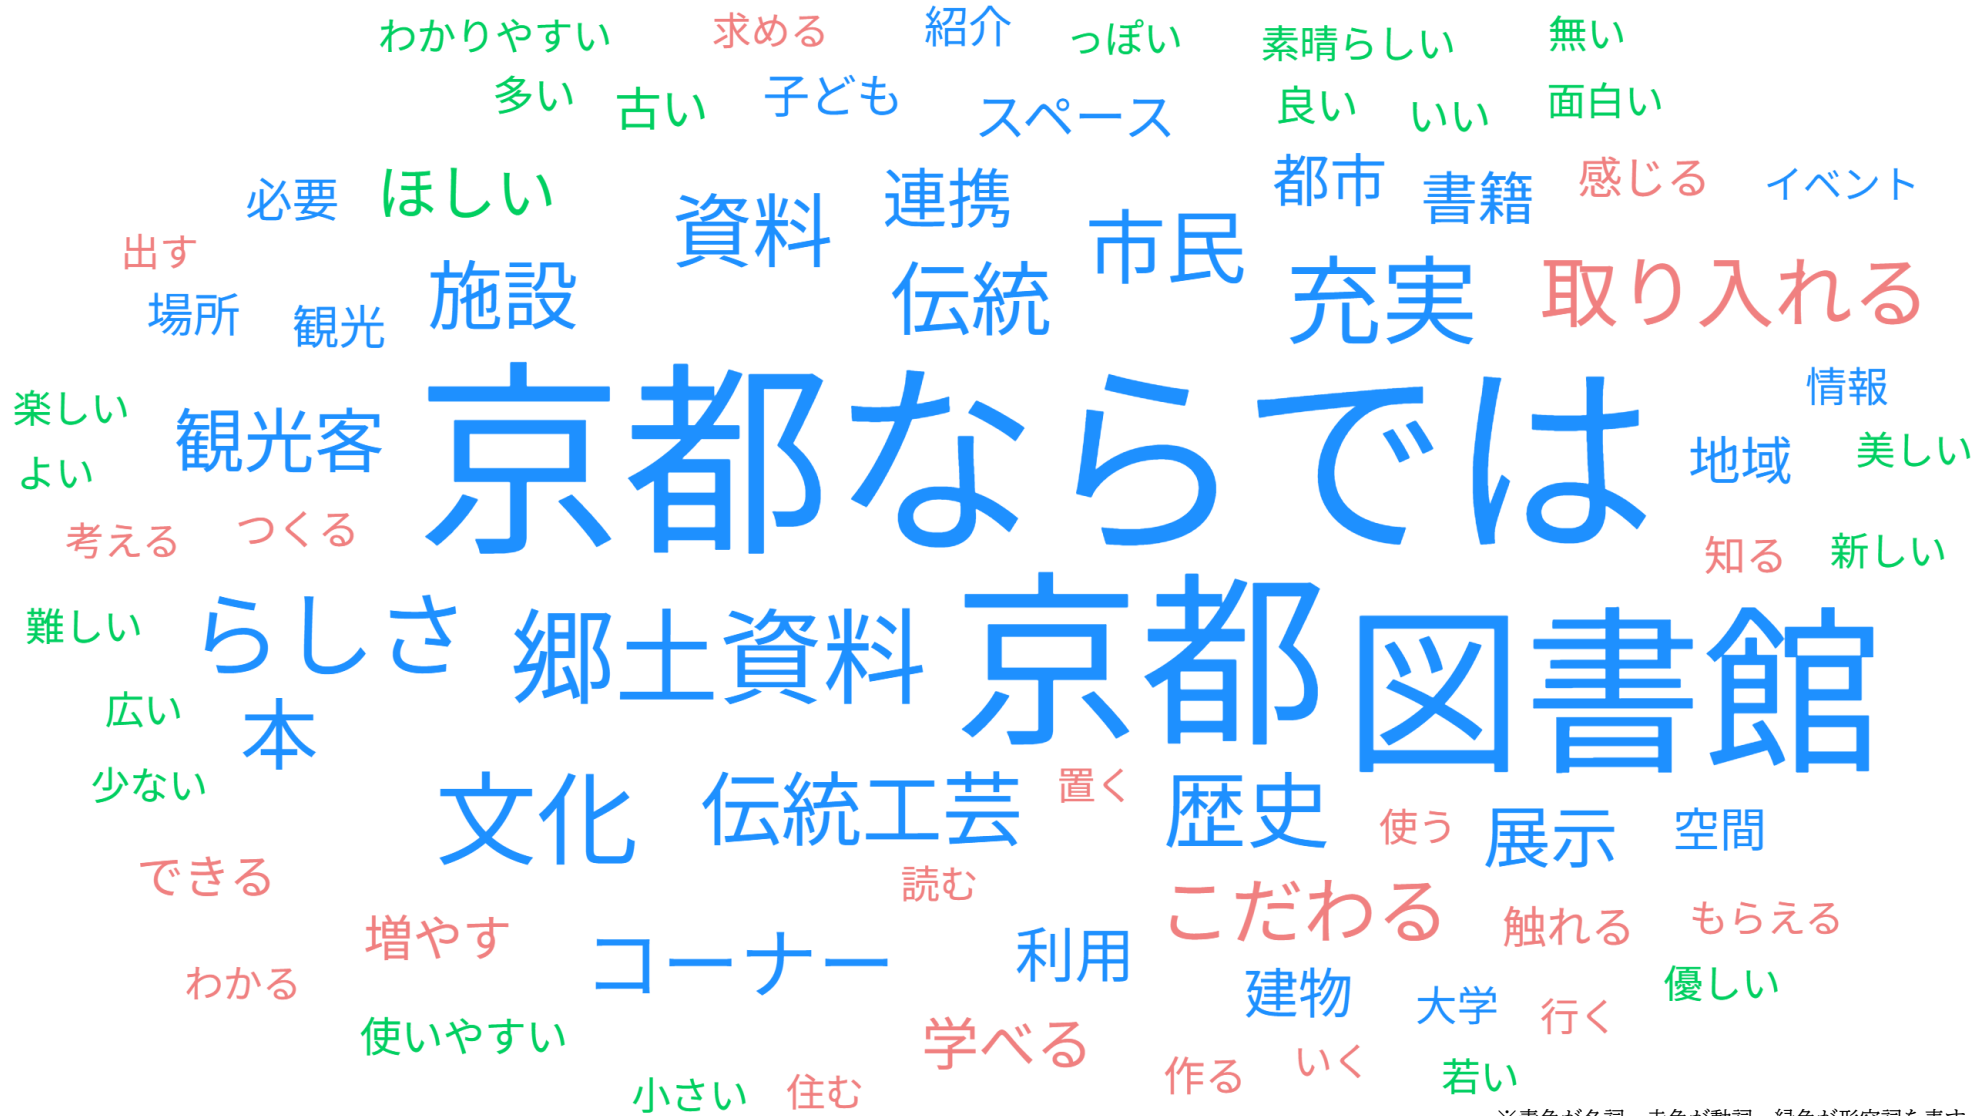 わかりやすい
求める
紹介
っぽい
素晴らしい
無い
多い
古い
子ども
スペース
良い
いい
面白い
必要
ほしい
資料
連携
市民
都市
書籍
感じる
イベント
出す
場所
観光
施設
伝統
充実
取り入れる
楽しい
よい
観光客
京都ならでは
情報
地域
美しい
考える
つくる
知る
新しい
難しい
らしさ
郷土資料
京都
図書館
広い
本
少ない
文化
伝統工芸
置く
歴史
使う
展示
空間
できる
読む
増やす
コーナー
利用
こだわる
触れる
もらえる
わかる
建物
大学
行く
優しい
使いやすい
学べる
作る
いく
若い
小さい
住む